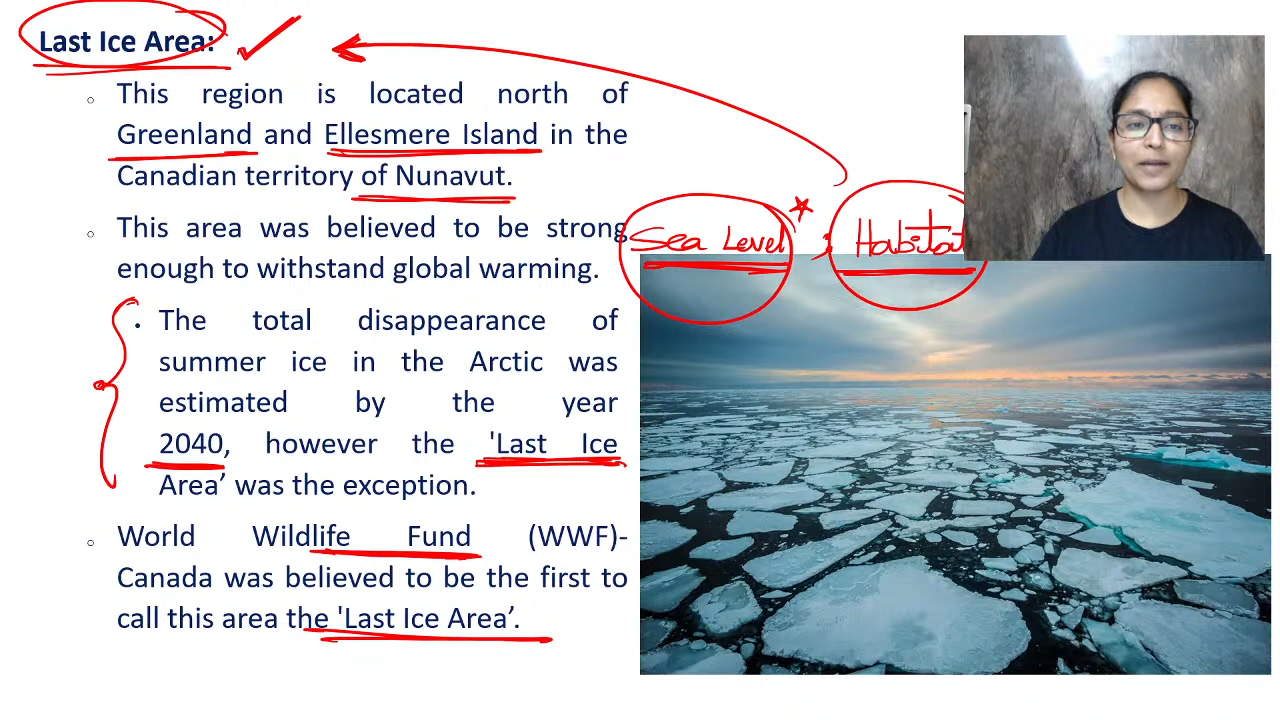 Last Ice Area:
○ This region is located north of
Greenland and Ellesmere Island in the
Canadian territory of Nunavut.
○ This area was believed to be strong
enough to withstand global warming.
• The total disappearance of
summer ice in the Arctic was
estimated by the year
2040, however the 'Last Ice
Area’ was the exception.
○ World Wildlife Fund (WWF)-
Canada was believed to be the first to
call this area the 'Last Ice Area’.
Sea Level ; Habitat